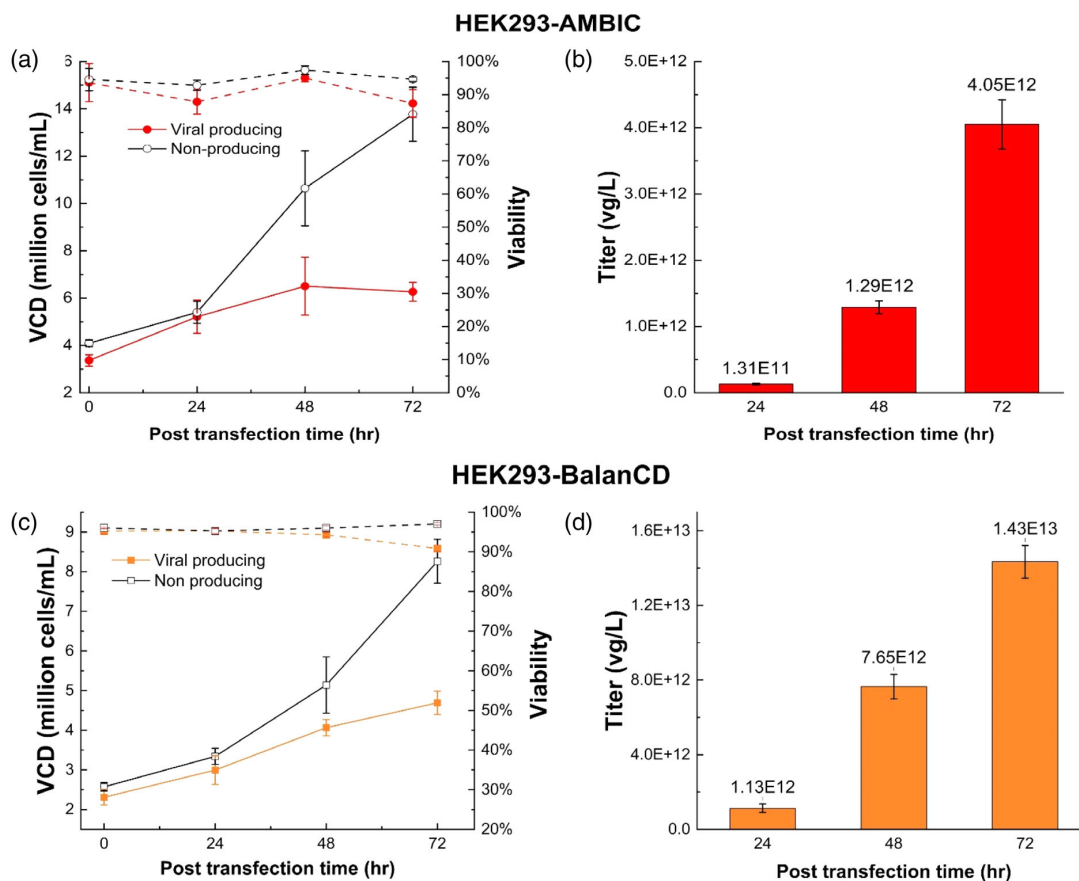 HEK293-AMBIC
(a)
VCD (million cells/mL)
15
14
12
10
8
6
4
2
Viral producing
Non-producing
100%
90%
80%
70%
60%
50%
40%
30%
20%
10%
0%
Viability
0 24 48 72
Post transfection time (hr)
(b)
Titer (vg/L)
5.0E+12
4.0E+12
3.0E+12
2.0E+12
1.0E+12
0.0
1.31E11
1.29E12
4.05E12
24 48 72
Post transfection time (hr)
HEK293-BalanCD
(c)
VCD (million cells/mL)
9
8
7
6
5
4
3
2
Viral producing
Non producing
100%
90%
80%
70%
60%
50%
40%
30%
20%
Viability
0 24 48 72
Post transfection time (hr)
(d)
Titer (vg/L)
1.6E+13
1.2E+13
8.0E+12
4.0E+12
0.0
1.13E12
7.65E12
1.43E13
24 48 72
Post transfection time (hr)